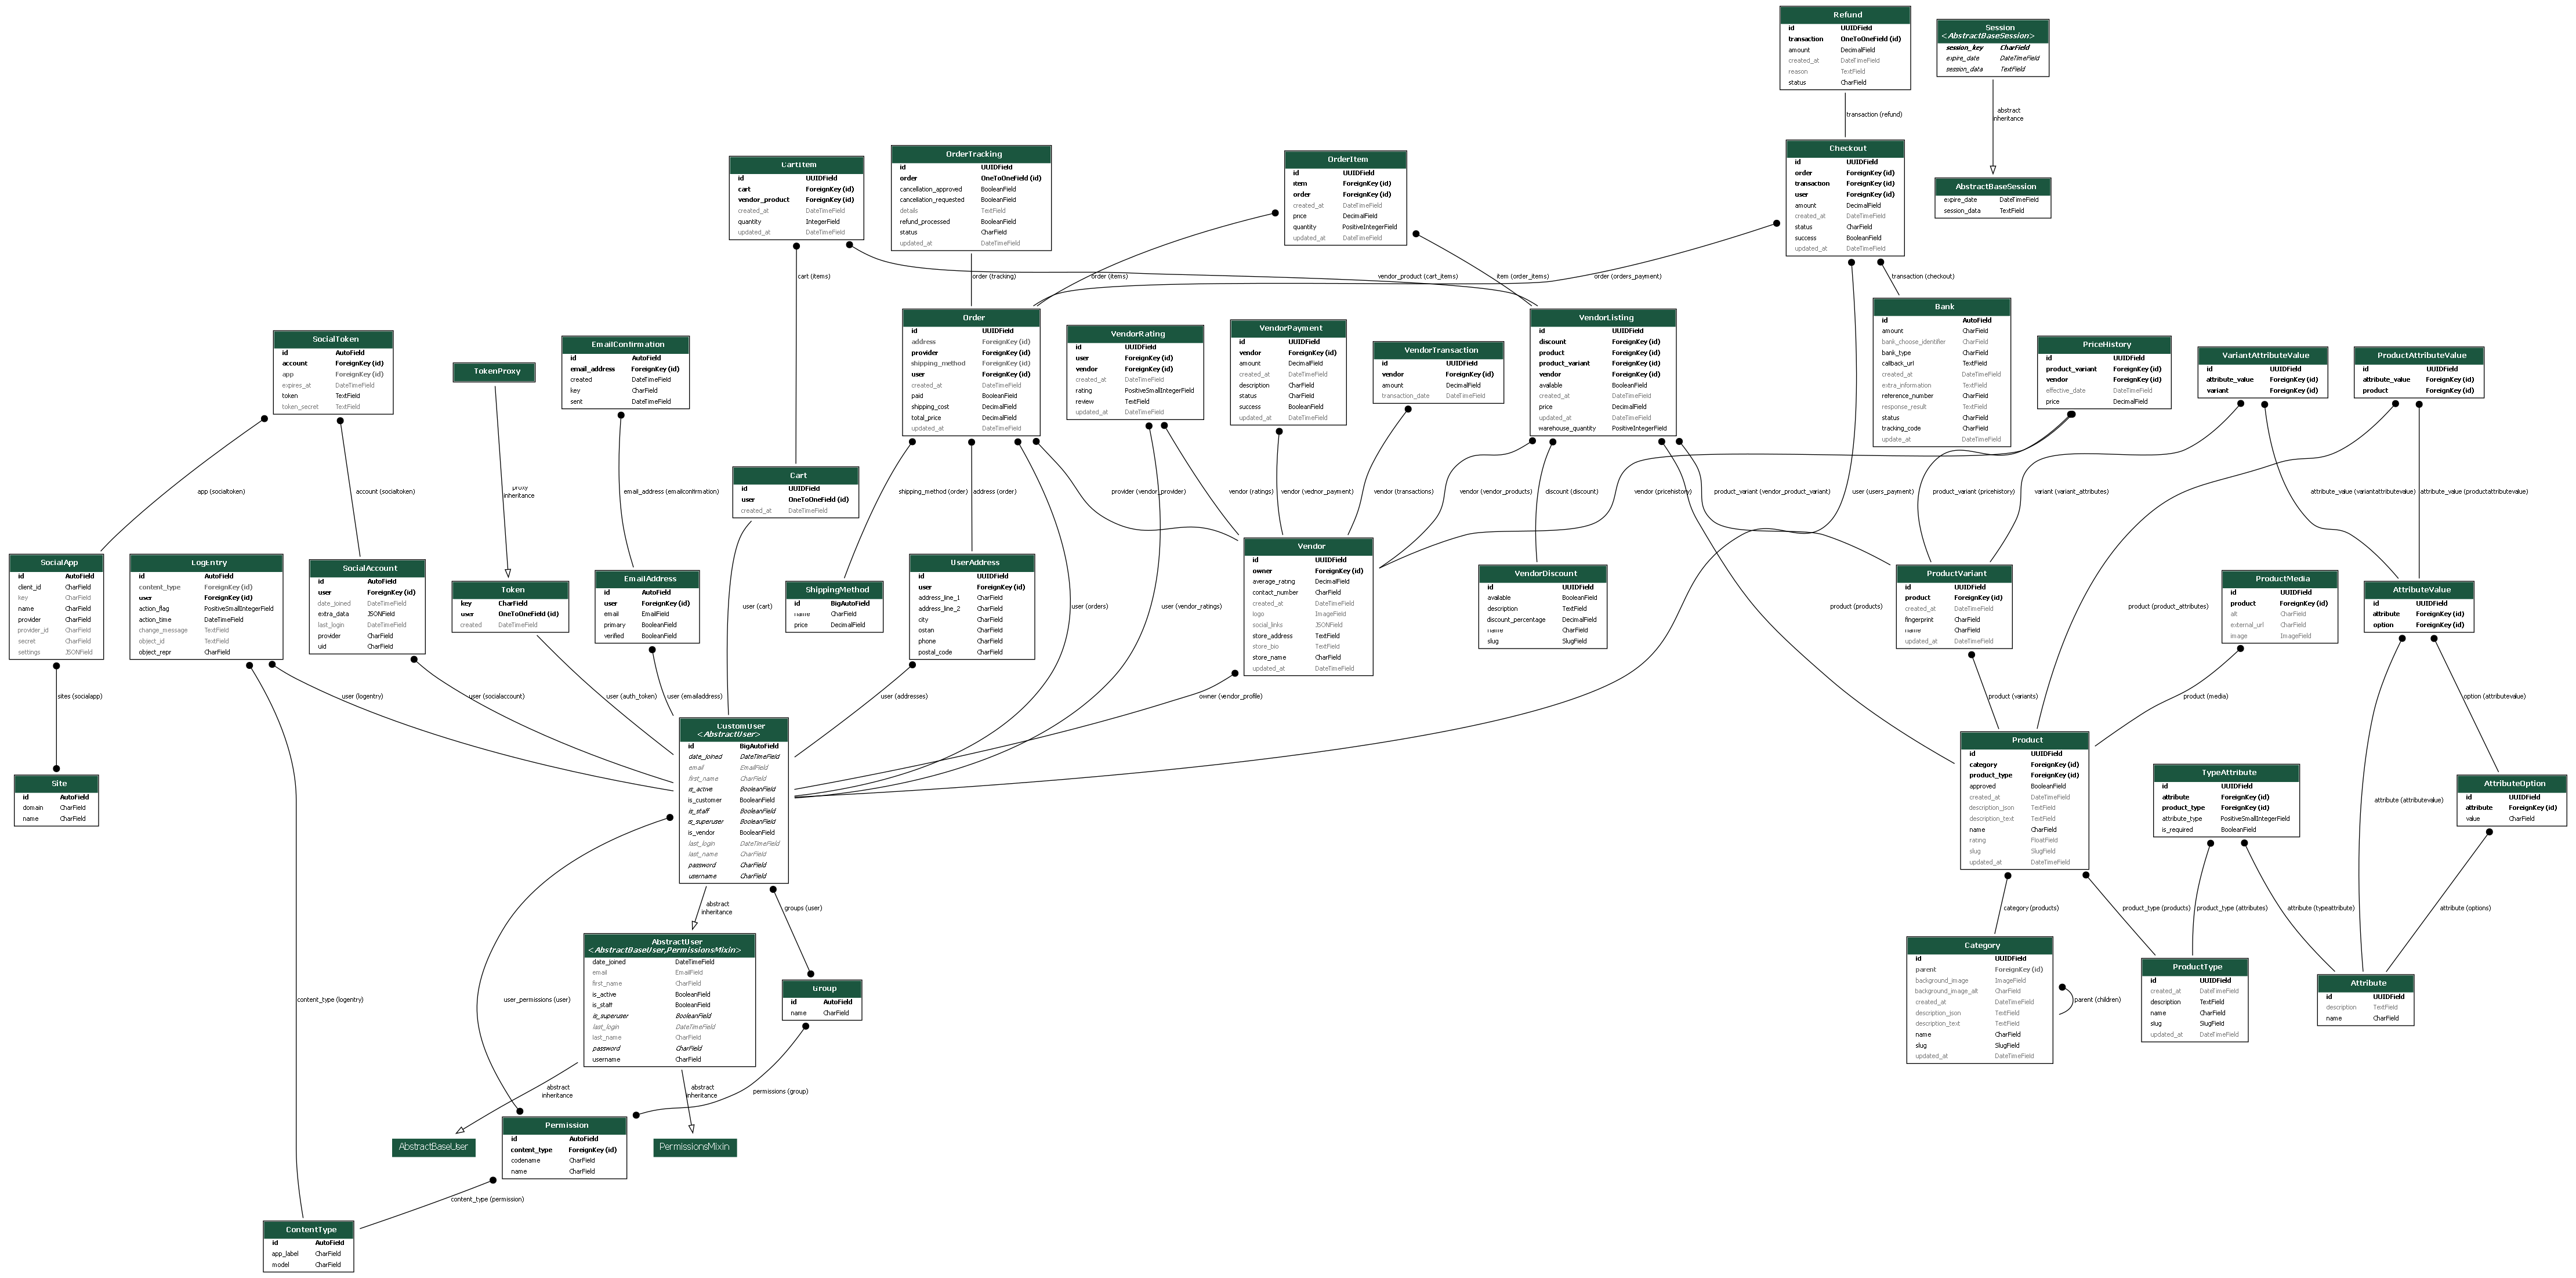 Refund
id UUIDField
transaction OneToOneField (id)
amount DecimalField
created_at DateTimeField
reason TextField
status CharField
Session
<AbstractBaseSession>
session_key CharField
expire_date DateTimeField
session_data TextField
transaction (refund)
abstract
inheritance
CartItem
id UUIDField
cart ForeignKey (id)
vendor_product ForeignKey (id)
created_at DateTimeField
quantity IntegerField
updated_at DateTimeField
OrderTracking
id UUIDField
order OneToOneField (id)
cancellation_approved BooleanField
cancellation_requested BooleanField
details TextField
refund_processed BooleanField
status CharField
updated_at DateTimeField
OrderItem
id UUIDField
item ForeignKey (id)
order ForeignKey (id)
created_at DateTimeField
price DecimalField
quantity PositiveIntegerField
updated_at DateTimeField
Checkout
id UUIDField
order ForeignKey (id)
transaction ForeignKey (id)
user ForeignKey (id)
amount DecimalField
created_at DateTimeField
status CharField
success BooleanField
updated_at DateTimeField
AbstractBaseSession
expire_date DateTimeField
session_data TextField
cart (items)
order (tracking)
order (items)
vendor_product (cart_items)
item (order_items)
order (orders_payment)
transaction (checkout)
SocialToken
id AutoField
account ForeignKey (id)
app ForeignKey (id)
expires_at DateTimeField
token TextField
token_secret TextField
TokenProxy
EmailConfirmation
id AutoField
email_address ForeignKey (id)
created DateTimeField
key CharField
sent DateTimeField
Order
id UUIDField
address ForeignKey (id)
provider ForeignKey (id)
shipping_method ForeignKey (id)
user ForeignKey (id)
created_at DateTimeField
paid BooleanField
shipping_cost DecimalField
total_price DecimalField
updated_at DateTimeField
VendorRating
id UUIDField
user ForeignKey (id)
vendor ForeignKey (id)
created_at DateTimeField
rating PositiveSmallIntegerField
review TextField
updated_at DateTimeField
VendorPayment
id UUIDField
vendor ForeignKey (id)
amount DecimalField
created_at DateTimeField
description CharField
status CharField
success BooleanField
updated_at DateTimeField
VendorTransaction
id UUIDField
vendor ForeignKey (id)
amount DecimalField
transaction_date DateTimeField
VendorListing
id UUIDField
discount ForeignKey (id)
product ForeignKey (id)
product_variant ForeignKey (id)
vendor ForeignKey (id)
available BooleanField
created_at DateTimeField
price DecimalField
updated_at DateTimeField
warehouse_quantity PositiveIntegerField
Bank
id AutoField
amount CharField
bank_choose_identifier CharField
bank_type CharField
callback_url TextField
created_at DateTimeField
extra_information TextField
reference_number CharField
response_result TextField
status CharField
tracking_code CharField
update_at DateTimeField
PriceHistory
id UUIDField
product_variant ForeignKey (id)
vendor ForeignKey (id)
effective_date DateTimeField
price DecimalField
VariantAttributeValue
id UUIDField
attribute_value ForeignKey (id)
variant ForeignKey (id)
ProductAttributeValue
id UUIDField
attribute_value ForeignKey (id)
product ForeignKey (id)
Cart
id UUIDField
user OneToOneField (id)
created_at DateTimeField
app (socialtoken)
account (socialtoken)
proxy
inheritance
email_address (emailconfirmation)
shipping_method (order)
address (order)
provider (vendor_provider)
vendor (ratings)
vendor (vednor_payment)
vendor (transactions)
vendor (vendor_products)
discount (discount)
vendor (pricehistory)
product_variant (vendor_product_variant)
user (users_payment)
product_variant (pricehistory)
variant (variant_attributes)
attribute_value (variantattributevalue)
attribute_value (productattributevalue)
SocialApp
id AutoField
client_id CharField
key CharField
name CharField
provider CharField
provider_id CharField
secret CharField
settings JSONField
LogEntry
id AutoField
content_type ForeignKey (id)
user ForeignKey (id)
action_flag PositiveSmallIntegerField
action_time DateTimeField
change_message TextField
object_id TextField
object_repr CharField
SocialAccount
id AutoField
user ForeignKey (id)
date_joined DateTimeField
extra_data JSONField
last_login DateTimeField
provider CharField
uid CharField
Token
key CharField
user OneToOneField (id)
created DateTimeField
EmailAddress
id AutoField
user ForeignKey (id)
email EmailField
primary BooleanField
verified BooleanField
user (cart)
ShippingMethod
id BigAutoField
name CharField
price DecimalField
UserAddress
id UUIDField
user ForeignKey (id)
address_line_1 CharField
address_line_2 CharField
city CharField
ostan CharField
phone CharField
postal_code CharField
user (orders)
user (vendor_ratings)
Vendor
id UUIDField
owner ForeignKey (id)
average_rating DecimalField
contact_number CharField
created_at DateTimeField
logo ImageField
social_links JSONField
store_address TextField
store_bio TextField
store_name CharField
updated_at DateTimeField
VendorDiscount
id UUIDField
available BooleanField
description TextField
discount_percentage DecimalField
name CharField
slug SlugField
product (products)
ProductVariant
id UUIDField
product ForeignKey (id)
created_at DateTimeField
fingerprint CharField
name CharField
updated_at DateTimeField
product (product_attributes)
ProductMedia
id UUIDField
product ForeignKey (id)
alt CharField
external_url CharField
image ImageField
AttributeValue
id UUIDField
attribute ForeignKey (id)
option ForeignKey (id)
sites (socialapp)
user (logentry)
user (socialaccount)
user (auth_token)
user (emailaddress)
user (addresses)
owner (vendor_profile)
product (variants)
product (media)
option (attributevalue)
Site
id AutoField
domain CharField
name CharField
CustomUser
<AbstractUser>
id BigAutoField
date_joined DateTimeField
email EmailField
first_name CharField
is_active BooleanField
is_customer BooleanField
is_staff BooleanField
is_superuser BooleanField
is_vendor BooleanField
last_login DateTimeField
last_name CharField
password CharField
username CharField
Product
id UUIDField
category ForeignKey (id)
product_type ForeignKey (id)
approved BooleanField
created_at DateTimeField
description_json TextField
description_text TextField
name CharField
rating FloatField
slug SlugField
updated_at DateTimeField
TypeAttribute
id UUIDField
attribute ForeignKey (id)
product_type ForeignKey (id)
attribute_type PositiveSmallIntegerField
is_required BooleanField
attribute (attributevalue)
AttributeOption
id UUIDField
attribute ForeignKey (id)
value CharField
abstract
inheritance
groups (user)
category (products)
product_type (products)
product_type (attributes)
attribute (typeattribute)
attribute (options)
content_type (logentry)
user_permissions (user)
AbstractUser
<AbstractBaseUser,PermissionsMixin>
date_joined DateTimeField
email EmailField
first_name CharField
is_active BooleanField
is_staff BooleanField
is_superuser BooleanField
last_login DateTimeField
last_name CharField
password CharField
username CharField
Group
id AutoField
name CharField
Category
id UUIDField
parent ForeignKey (id)
background_image ImageField
background_image_alt CharField
created_at DateTimeField
description_json TextField
description_text TextField
name CharField
slug SlugField
updated_at DateTimeField
parent (children)
ProductType
id UUIDField
created_at DateTimeField
description TextField
name CharField
slug SlugField
updated_at DateTimeField
Attribute
id UUIDField
description TextField
name CharField
abstract
inheritance
abstract
inheritance
permissions (group)
AbstractBaseUser
Permission
id AutoField
content_type ForeignKey (id)
codename CharField
name CharField
PermissionsMixin
content_type (permission)
ContentType
id AutoField
app_label CharField
model CharField